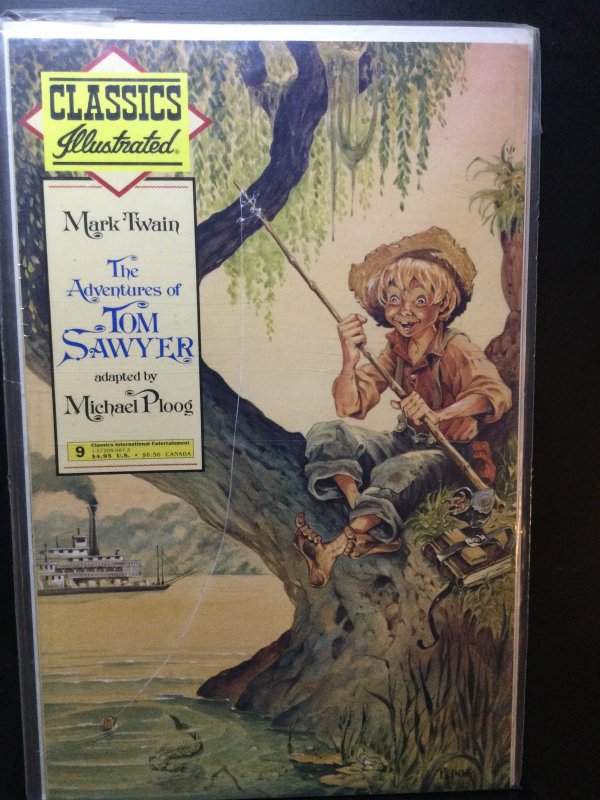 CLASSICS
Illustrated
Mark Twain
The
Adventures of
TOM
SAWYER
adapted by
Michael Ploog
9
Classics International Entertainment
$4.95 U.S. • $6.50 CANADA